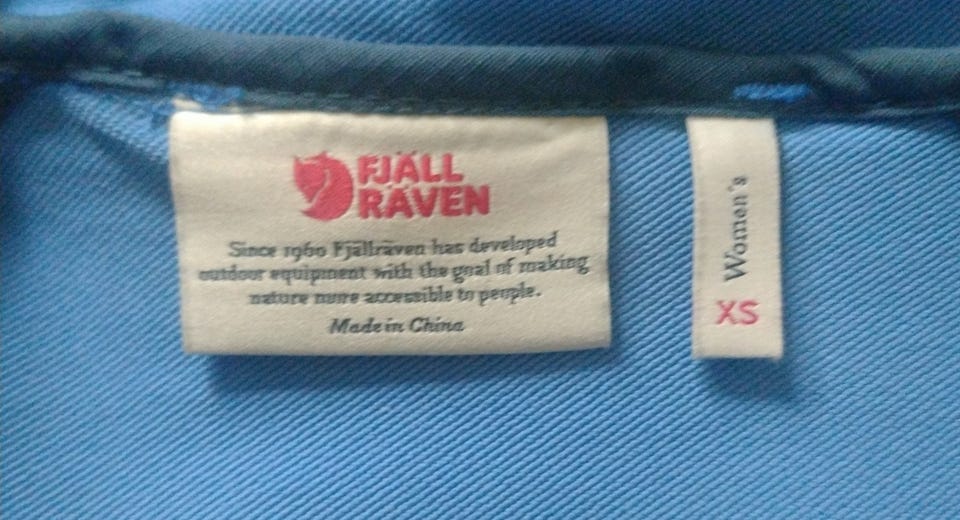 FJÄLL
RÄVEN
Since 1960 Fjällräven has developed
outdoor equipment with the goal of making
nature more accessible to people.
Made in China
Women's
XS